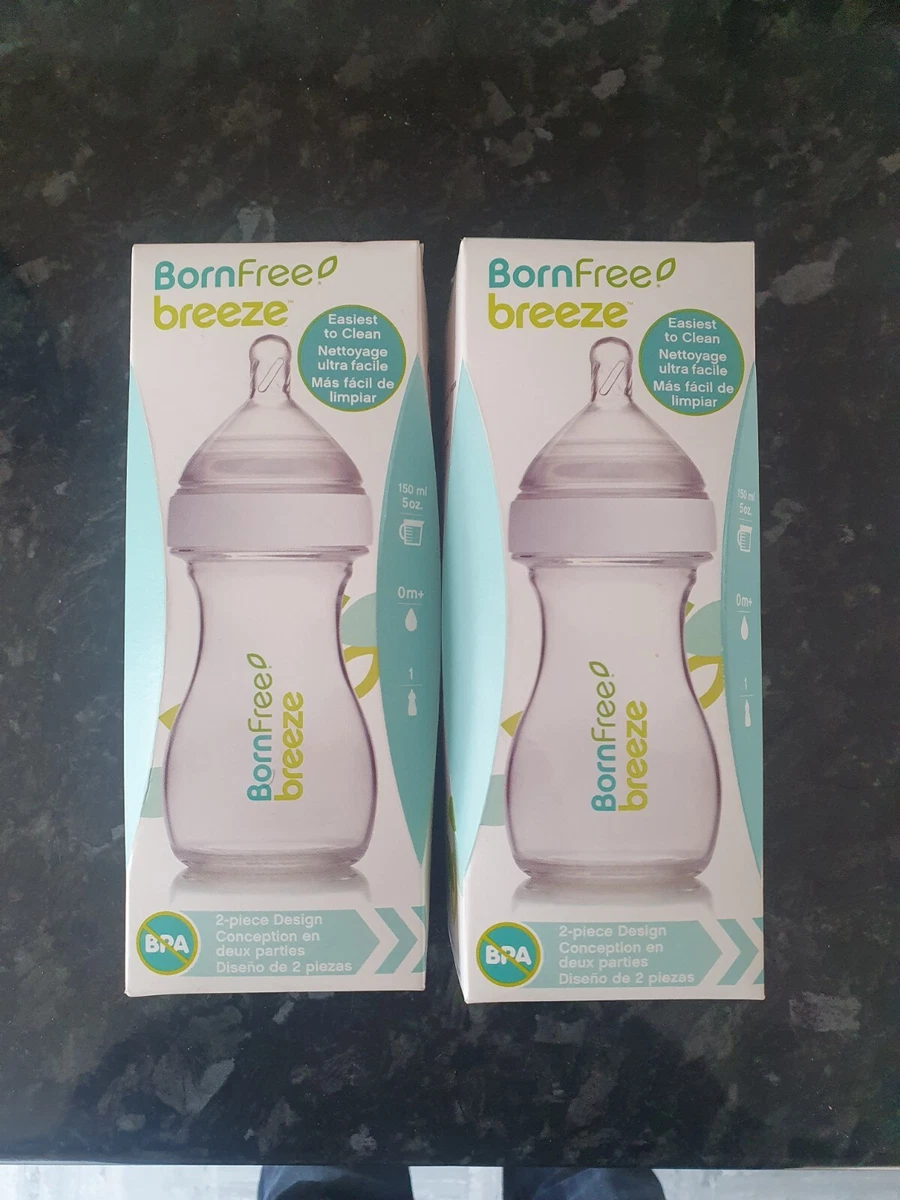 BornFree®
breeze™
Easiest
to Clean
Nettoyage
ultra facile
Más fácil de
limpiar
150 ml
5oz.
0m+
1
BornFree®
breeze
BPA
2-piece Design
Conception en
deux parties
Diseño de 2 piezas
BornFree®
breeze™
Easiest
to Clean
Nettoyage
ultra facile
Más fácil de
limpiar
150 ml
5oz.
0m+
1
BornFree®
breeze
BPA
2-piece Design
Conception en
deux parties
Diseño de 2 piezas